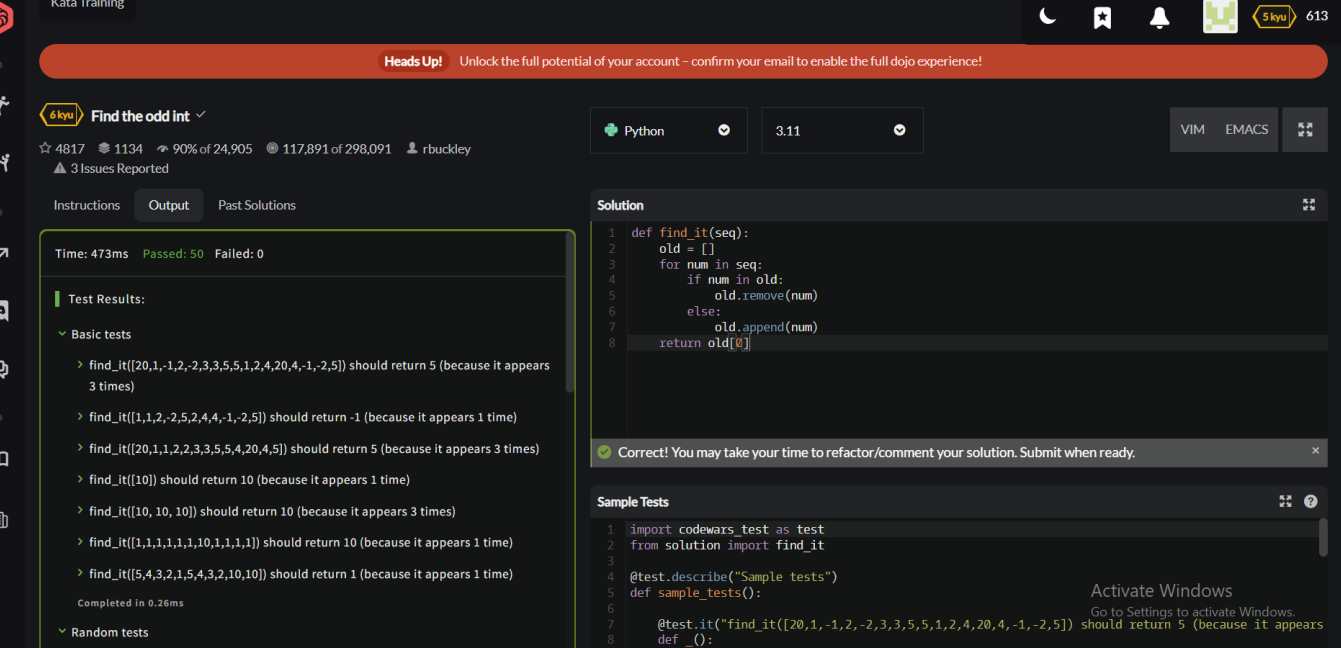 Kata Training
5 kyu 613
Heads Up! Unlock the full potential of your account – confirm your email to enable the full dojo experience!
6 kyu Find the odd int
4817 1134 90% of 24,905 117,891 of 298,091 rbuckley
3 Issues Reported
Python 3.11 VIM EMACS
Instructions Output Past Solutions
Time: 473ms Passed: 50 Failed: 0
Test Results:
Basic tests
find_it([20,1,-1,2,-2,3,3,5,5,1,2,4,20,4,-1,-2,5]) should return 5 (because it appears
3 times)
find_it([1,1,2,-2,5,2,4,4,-1,-2,5]) should return -1 (because it appears 1 time)
find_it([20,1,1,2,2,3,3,5,5,4,20,4,5]) should return 5 (because it appears 3 times)
find_it([10]) should return 10 (because it appears 1 time)
find_it([10, 10, 10]) should return 10 (because it appears 3 times)
find_it([1,1,1,1,1,1,10,1,1,1,1]) should return 10 (because it appears 1 time)
find_it([5,4,3,2,1,5,4,3,2,10,10]) should return 1 (because it appears 1 time)
Completed in 0.26ms
Random tests
Solution
1 def find_it(seq):
2     old = []
3     for num in seq:
4         if num in old:
5             old.remove(num)
6         else:
7             old.append(num)
8     return old[0]
Correct! You may take your time to refactor/comment your solution. Submit when ready.
Sample Tests
1 import codewars_test as test
2 from solution import find_it
3
4 @test.describe("Sample tests")
5 def sample_tests():
6
7     @test.it("find_it([20,1,-1,2,-2,3,3,5,5,1,2,4,20,4,-1,-2,5]) should return 5 (because it appears
8     def _():
Activate Windows
Go to Settings to activate Windows.